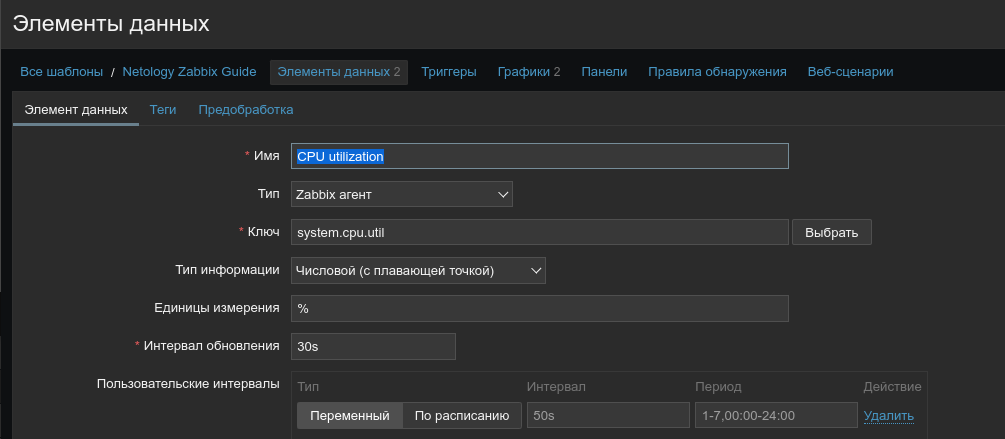 Элементы данных
Все шаблоны / Netology Zabbix Guide Элементы данных 2 Триггеры Графики 2 Панели Правила обнаружения Веб-сценарии
Элемент данных Теги Предобработка
* Имя CPU utilization
Тип Zabbix агент
* Ключ system.cpu.util Выбрать
Тип информации Числовой (с плавающей точкой)
Единицы измерения %
* Интервал обновления 30s
Пользовательские интервалы Тип Интервал Период Действие
Переменный По расписанию 50s 1-7,00:00-24:00 Удалить